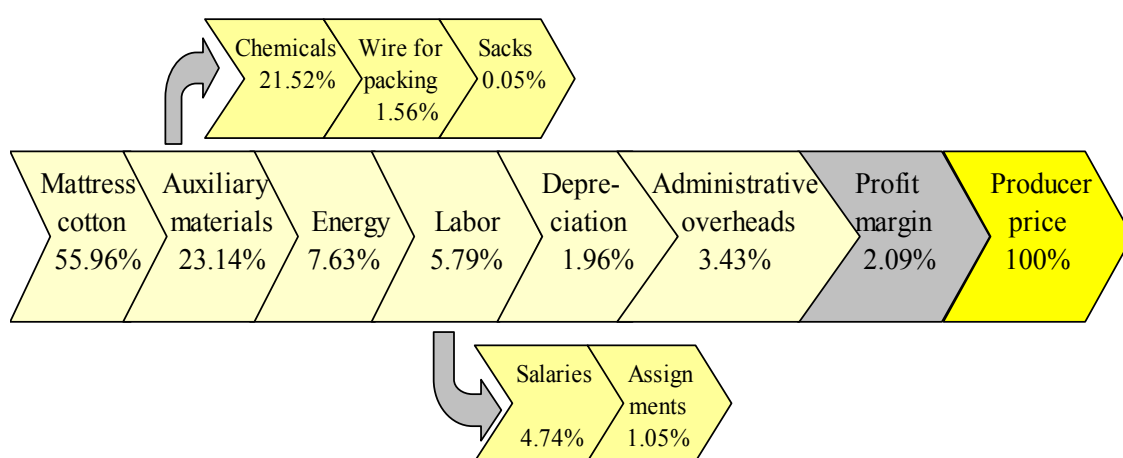 Chemicals
21.52%
Wire for
packing
1.56%
Sacks
0.05%
Mattress
cotton
55.96%
Auxiliary
materials
23.14%
Energy
7.63%
Labor
5.79%
Depre-
ciation
1.96%
Administrative
overheads
3.43%
Profit
margin
2.09%
Producer
price
100%
Salaries
4.74%
Assign
ments
1.05%